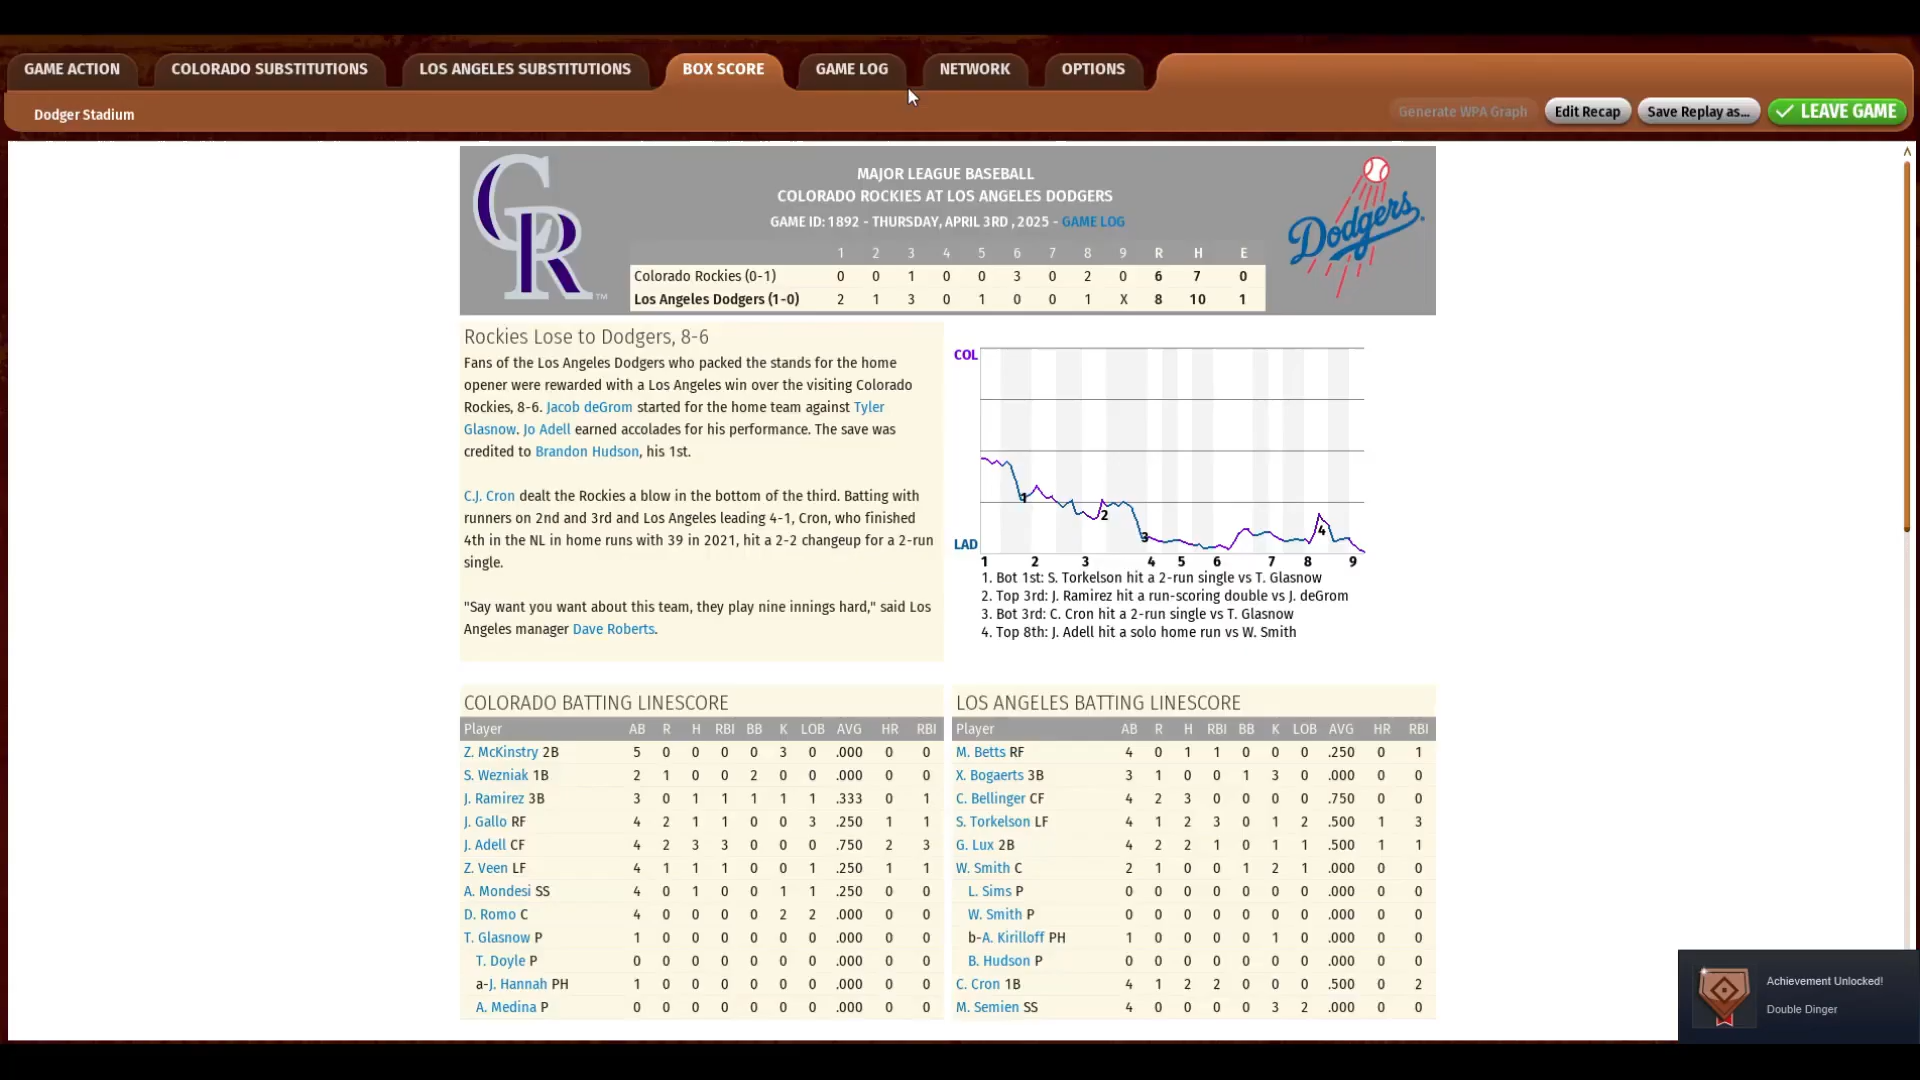 GAME ACTION COLORADO SUBSTITUTIONS LOS ANGELES SUBSTITUTIONS BOX SCORE GAME LOG NETWORK OPTIONS
Dodger Stadium Generate WPA Graph Edit Recap Save Replay as... LEAVE GAME
CR TM
MAJOR LEAGUE BASEBALL
COLORADO ROCKIES AT LOS ANGELES DODGERS
GAME ID: 1892 - THURSDAY, APRIL 3RD , 2025 - GAME LOG
Dodgers
1 2 3 4 5 6 7 8 9 R H E
Colorado Rockies (0-1) 0 0 1 0 0 3 0 2 0 6 7 0
Los Angeles Dodgers (1-0) 2 1 3 0 1 0 0 1 X 8 10 1
Rockies Lose to Dodgers, 8-6
Fans of the Los Angeles Dodgers who packed the stands for the home
opener were rewarded with a Los Angeles win over the visiting Colorado
Rockies, 8-6. Jacob deGrom started for the home team against Tyler
Glasnow. Jo Adell earned accolades for his performance. The save was
credited to Brandon Hudson, his 1st.
C.J. Cron dealt the Rockies a blow in the bottom of the third. Batting with
runners on 2nd and 3rd and Los Angeles leading 4-1, Cron, who finished
4th in the NL in home runs with 39 in 2021, hit a 2-2 changeup for a 2-run
single.
"Say want you want about this team, they play nine innings hard," said Los
Angeles manager Dave Roberts.
COL
1
2
3
4
LAD
1 2 3 4 5 6 7 8 9
1. Bot 1st: S. Torkelson hit a 2-run single vs T. Glasnow
2. Top 3rd: J. Ramirez hit a run-scoring double vs J. deGrom
3. Bot 3rd: C. Cron hit a 2-run single vs T. Glasnow
4. Top 8th: J. Adell hit a solo home run vs W. Smith
COLORADO BATTING LINESCORE
Player AB R H RBI BB K LOB AVG HR RBI
Z. McKinstry 2B 5 0 0 0 0 3 0 .000 0 0
S. Wezniak 1B 2 1 0 0 2 0 0 .000 0 0
J. Ramirez 3B 3 0 1 1 1 1 1 .333 0 1
J. Gallo RF 4 2 1 1 0 0 3 .250 1 1
J. Adell CF 4 2 3 3 0 0 0 .750 2 3
Z. Veen LF 4 1 1 1 0 0 1 .250 1 1
A. Mondesi SS 4 0 1 0 0 1 1 .250 0 0
D. Romo C 4 0 0 0 0 2 2 .000 0 0
T. Glasnow P 1 0 0 0 0 0 0 .000 0 0
T. Doyle P 0 0 0 0 0 0 0 .000 0 0
a-J. Hannah PH 1 0 0 0 0 0 0 .000 0 0
A. Medina P 0 0 0 0 0 0 0 .000 0 0
LOS ANGELES BATTING LINESCORE
Player AB R H RBI BB K LOB AVG HR RBI
M. Betts RF 4 0 1 1 0 0 0 .250 0 1
X. Bogaerts 3B 3 1 0 0 1 3 0 .000 0 0
C. Bellinger CF 4 2 3 0 0 0 0 .750 0 0
S. Torkelson LF 4 1 2 3 0 1 2 .500 1 3
G. Lux 2B 4 2 2 1 0 1 1 .500 1 1
W. Smith C 2 1 0 0 1 2 1 .000 0 0
L. Sims P 0 0 0 0 0 0 0 .000 0 0
W. Smith P 0 0 0 0 0 0 0 .000 0 0
b-A. Kirilloff PH 1 0 0 0 0 1 0 .000 0 0
B. Hudson P 0 0 0 0 0 0 0 .000 0 0
C. Cron 1B 4 1 2 2 0 0 0 .500 0 2
M. Semien SS 4 0 0 0 0 3 2 .000 0 0
Achievement Unlocked!
Double Dinger